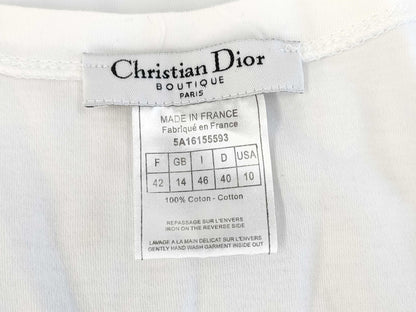 Christian Dior
BOUTIQUE
PARIS
MADE IN FRANCE
Fabriqué en France
5A16155593
F GB I D USA
42 14 46 40 10
100% Coton - Cotton
REPASSAGE SUR L'ENVERS
IRON ON THE REVERSE SIDE
LAVAGE A LA MAIN DELICAT SUR L'ENVERS
GENTLY HAND WASH GARMENT INSIDE OUT